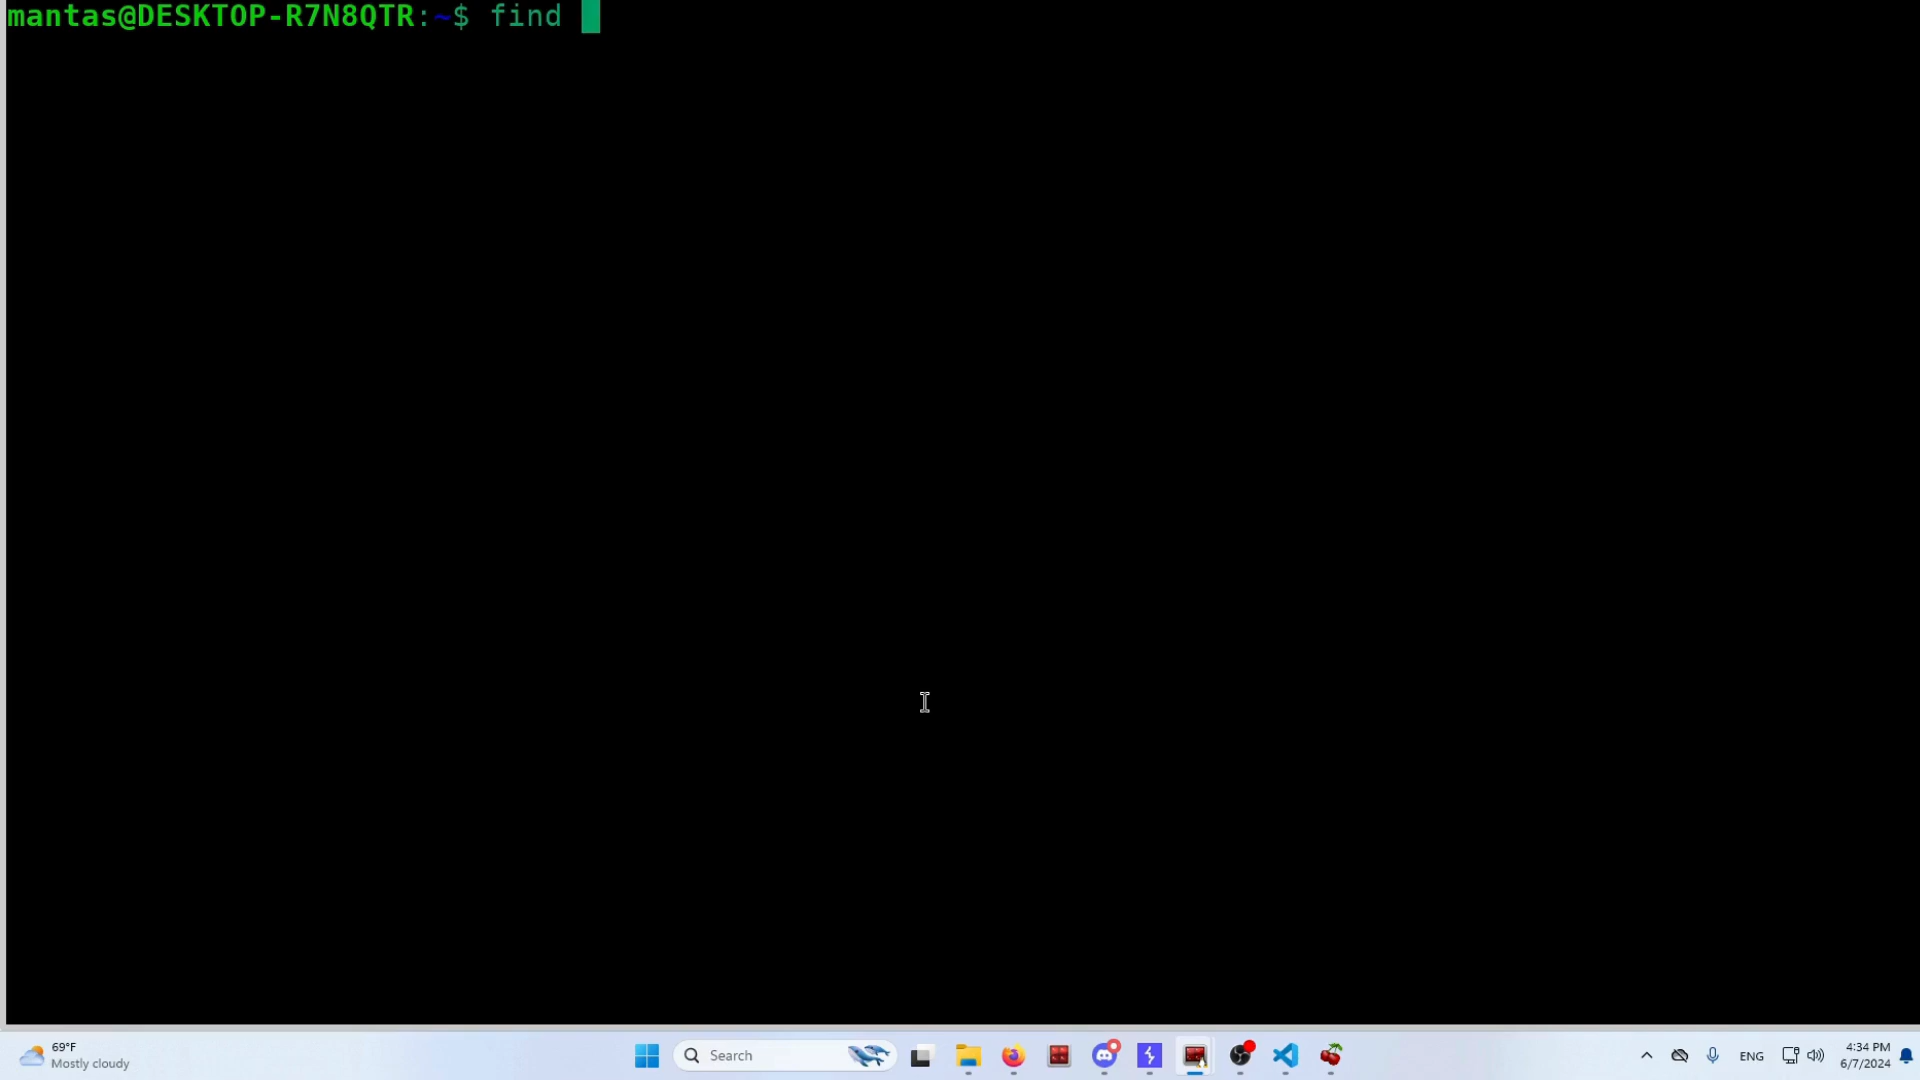 mantas@DESKTOP-R7N8QTR:~$ find
69°F
Mostly cloudy
Search
ENG
4:34 PM
6/7/2024